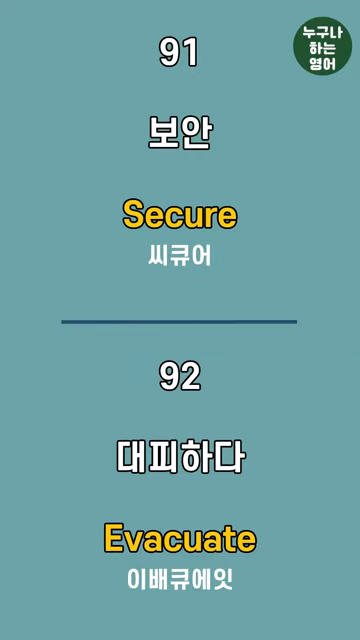 누구나
하는
영어
91
보안
Secure
씨큐어
92
대피하다
Evacuate
이배큐에잇